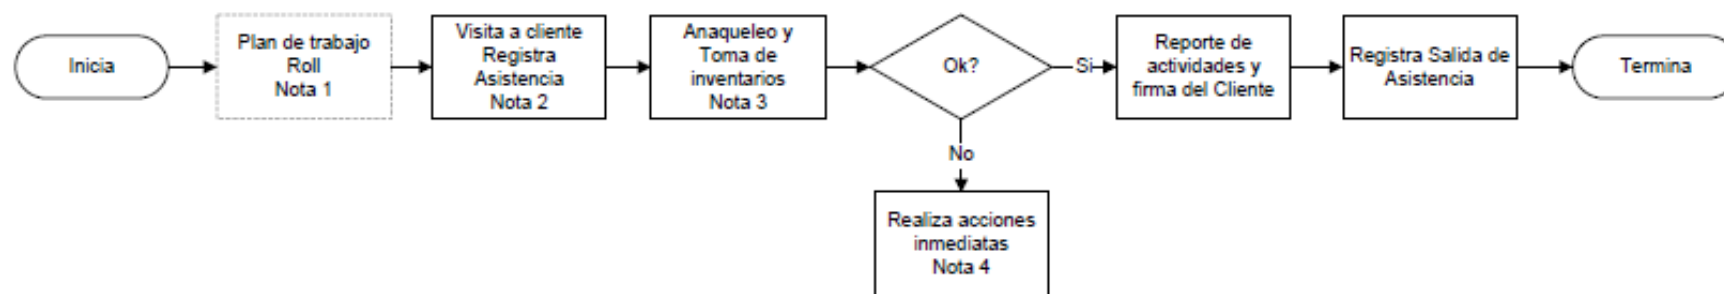 Inicia
Plan de trabajo
Roll
Nota 1
Visita a cliente
Registra
Asistencia
Nota 2
Anaqueleo y
Toma de
inventarios
Nota 3
Ok?
Si
Reporte de
actividades y
firma del Cliente
Registra Salida de
Asistencia
Termina
No
Realiza acciones
inmediatas
Nota 4